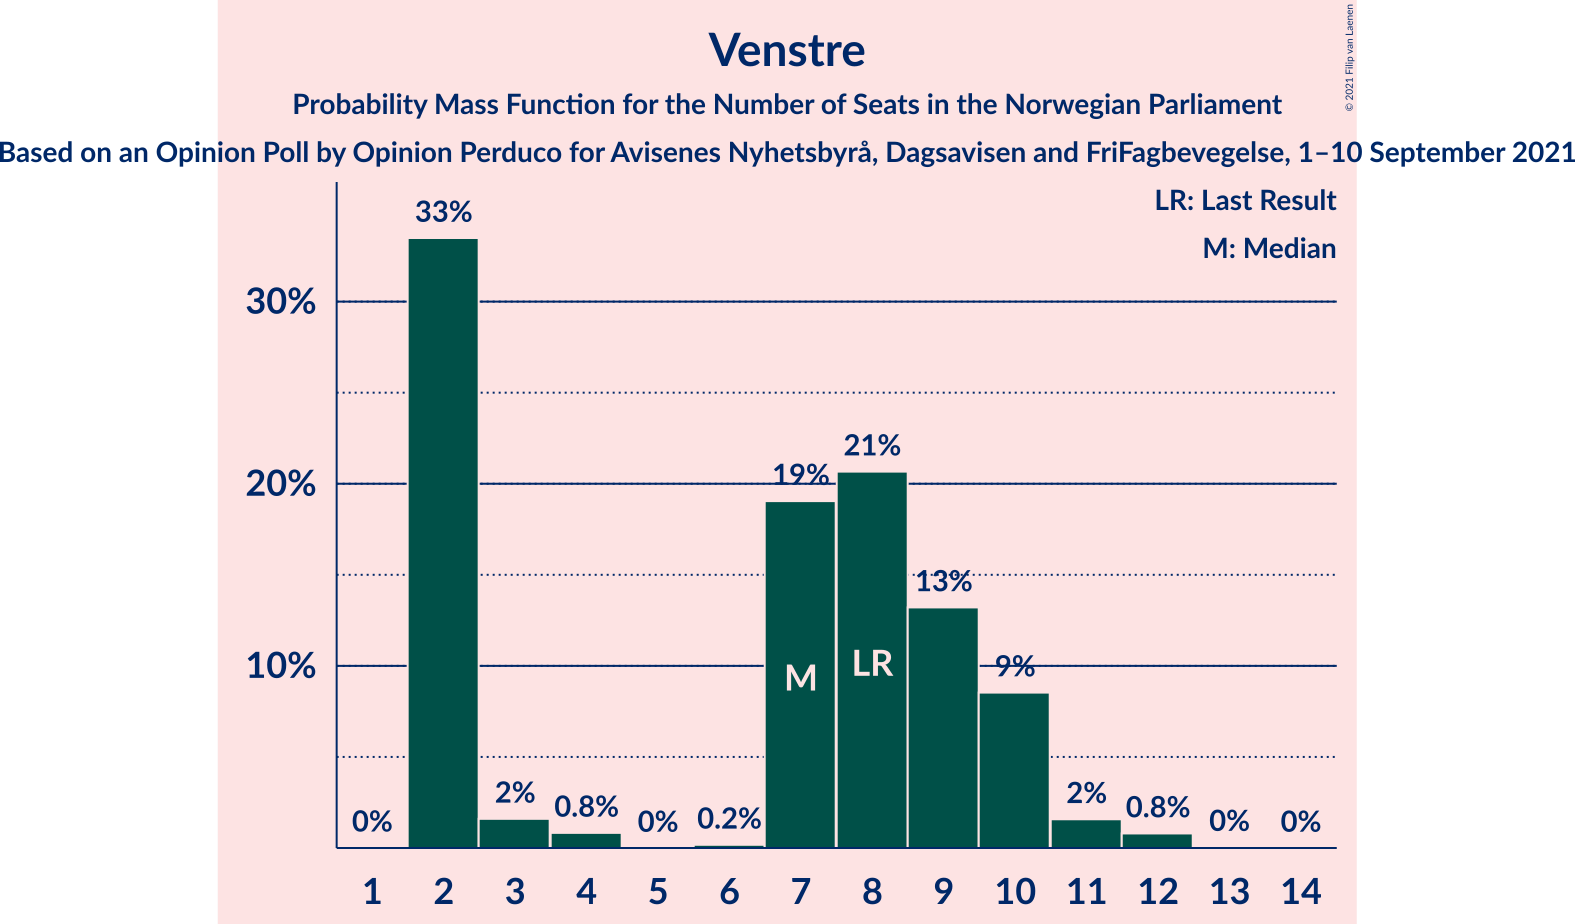 Venstre
Probability Mass Function for the Number of Seats in the Norwegian Parliament
Based on an Opinion Poll by Opinion Perduco for Avisenes Nyhetsbyrå, Dagsavisen and FriFagbevegelse, 1–10 September 2021
© 2021 Filip van Laenen
LR: Last Result
M: Median
33%
30%
21%
19%
20%
13%
M
LR
9%
10%
2%
0.8%
2%
0.8%
0%
0%
0.2%
0%
0%
1 2 3 4 5 6 7 8 9 10 11 12 13 14